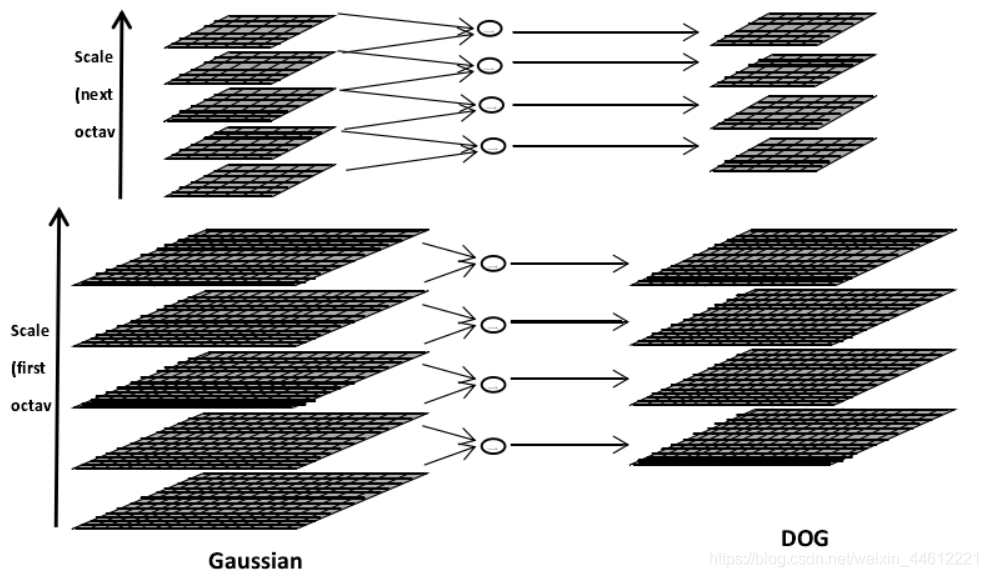 Scale
(next
octav
Scale
(first
octav
Gaussian
DOG
https://blog.csdn.net/weixin_44612221